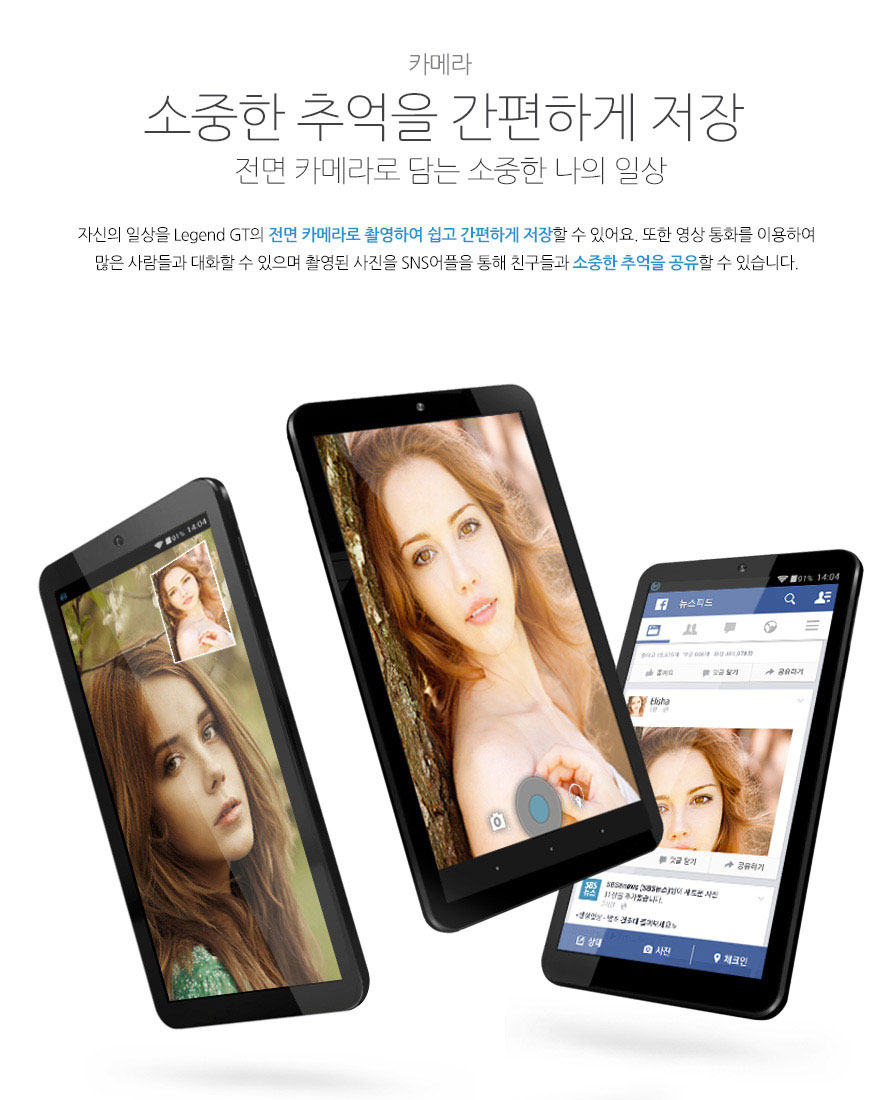 카메라
소중한 추억을 간편하게 저장
전면 카메라로 담는 소중한 나의 일상
자신의 일상을 Legend GT의 전면 카메라로 촬영하여 쉽고 간편하게 저장할 수 있어요. 또한 영상 통화를 이용하여
많은 사람들과 대화할 수 있으며 촬영된 사진을 SNS어플을 통해 친구들과 소중한 추억을 공유할 수 있습니다.
91% 14:04
91% 14:04
뉴스피드
좋아요 댓글 달기 공유하기
Elsha
댓글 달기 공유하기
SBS
뉴스
사진 체크인